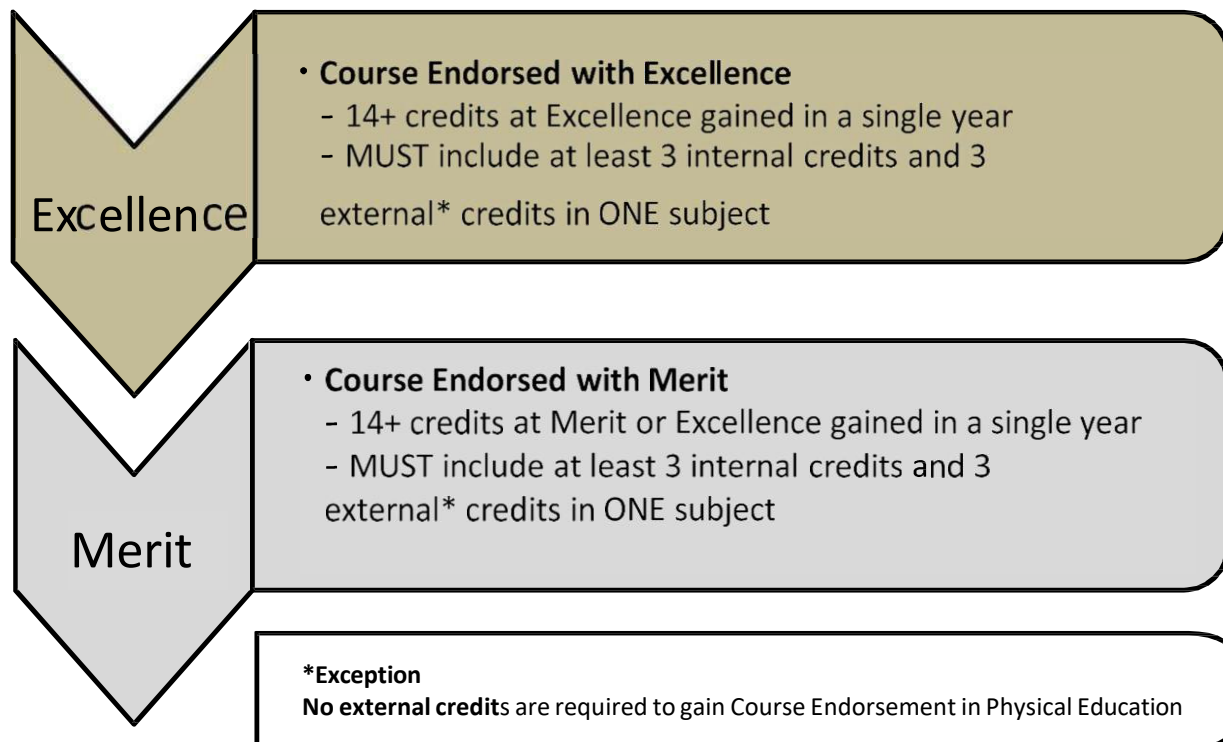 Excellence
· Course Endorsed with Excellence
- 14+ credits at Excellence gained in a single year
- MUST include at least 3 internal credits and 3
external* credits in ONE subject
Merit
· Course Endorsed with Merit
- 14+ credits at Merit or Excellence gained in a single year
- MUST include at least 3 internal credits and 3
external* credits in ONE subject
*Exception
No external credits are required to gain Course Endorsement in Physical Education